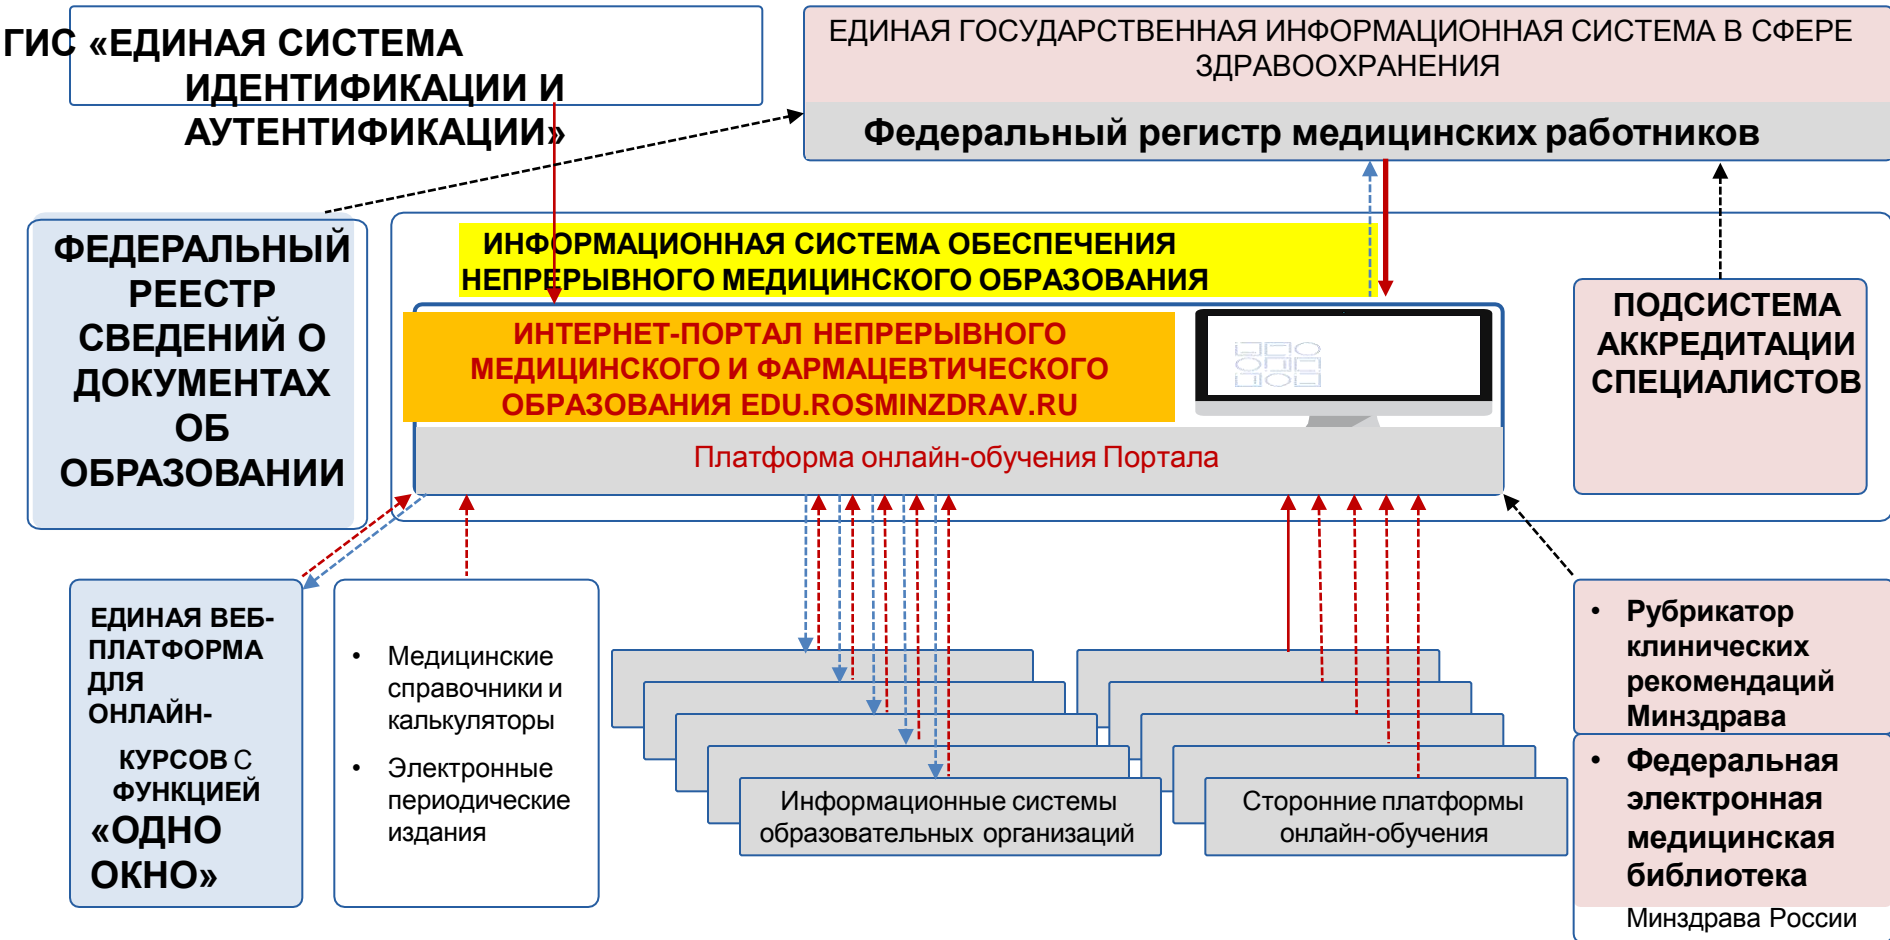 ГИС «ЕДИНАЯ СИСТЕМА
ИДЕНТИФИКАЦИИ И
АУТЕНТИФИКАЦИИ»
ЕДИНАЯ ГОСУДАРСТВЕННАЯ ИНФОРМАЦИОННАЯ СИСТЕМА В СФЕРЕ
ЗДРАВООХРАНЕНИЯ
Федеральный регистр медицинских работников
ФЕДЕРАЛЬНЫЙ
РЕЕСТР
СВЕДЕНИЙ О
ДОКУМЕНТАХ
ОБ
ОБРАЗОВАНИИ
ИНФОРМАЦИОННАЯ СИСТЕМА ОБЕСПЕЧЕНИЯ
НЕПРЕРЫВНОГО МЕДИЦИНСКОГО ОБРАЗОВАНИЯ
ИНТЕРНЕТ-ПОРТАЛ НЕПРЕРЫВНОГО
МЕДИЦИНСКОГО И ФАРМАЦЕВТИЧЕСКОГО
ОБРАЗОВАНИЯ EDU.ROSMINZDRAV.RU
Платформа онлайн-обучения Портала
ПОДСИСТЕМА
АККРЕДИТАЦИИ
СПЕЦИАЛИСТОВ
ЕДИНАЯ ВЕБ-
ПЛАТФОРМА
ДЛЯ
ОНЛАЙН-
КУРСОВ С
ФУНКЦИЕЙ
«ОДНО
ОКНО»
• Медицинские
справочники и
калькуляторы
• Электронные
периодические
издания
Информационные системы
образовательных организаций
Сторонние платформы
онлайн-обучения
• Рубрикатор
клинических
рекомендаций
Минздрава
• Федеральная
электронная
медицинская
библиотека
Минздрава России